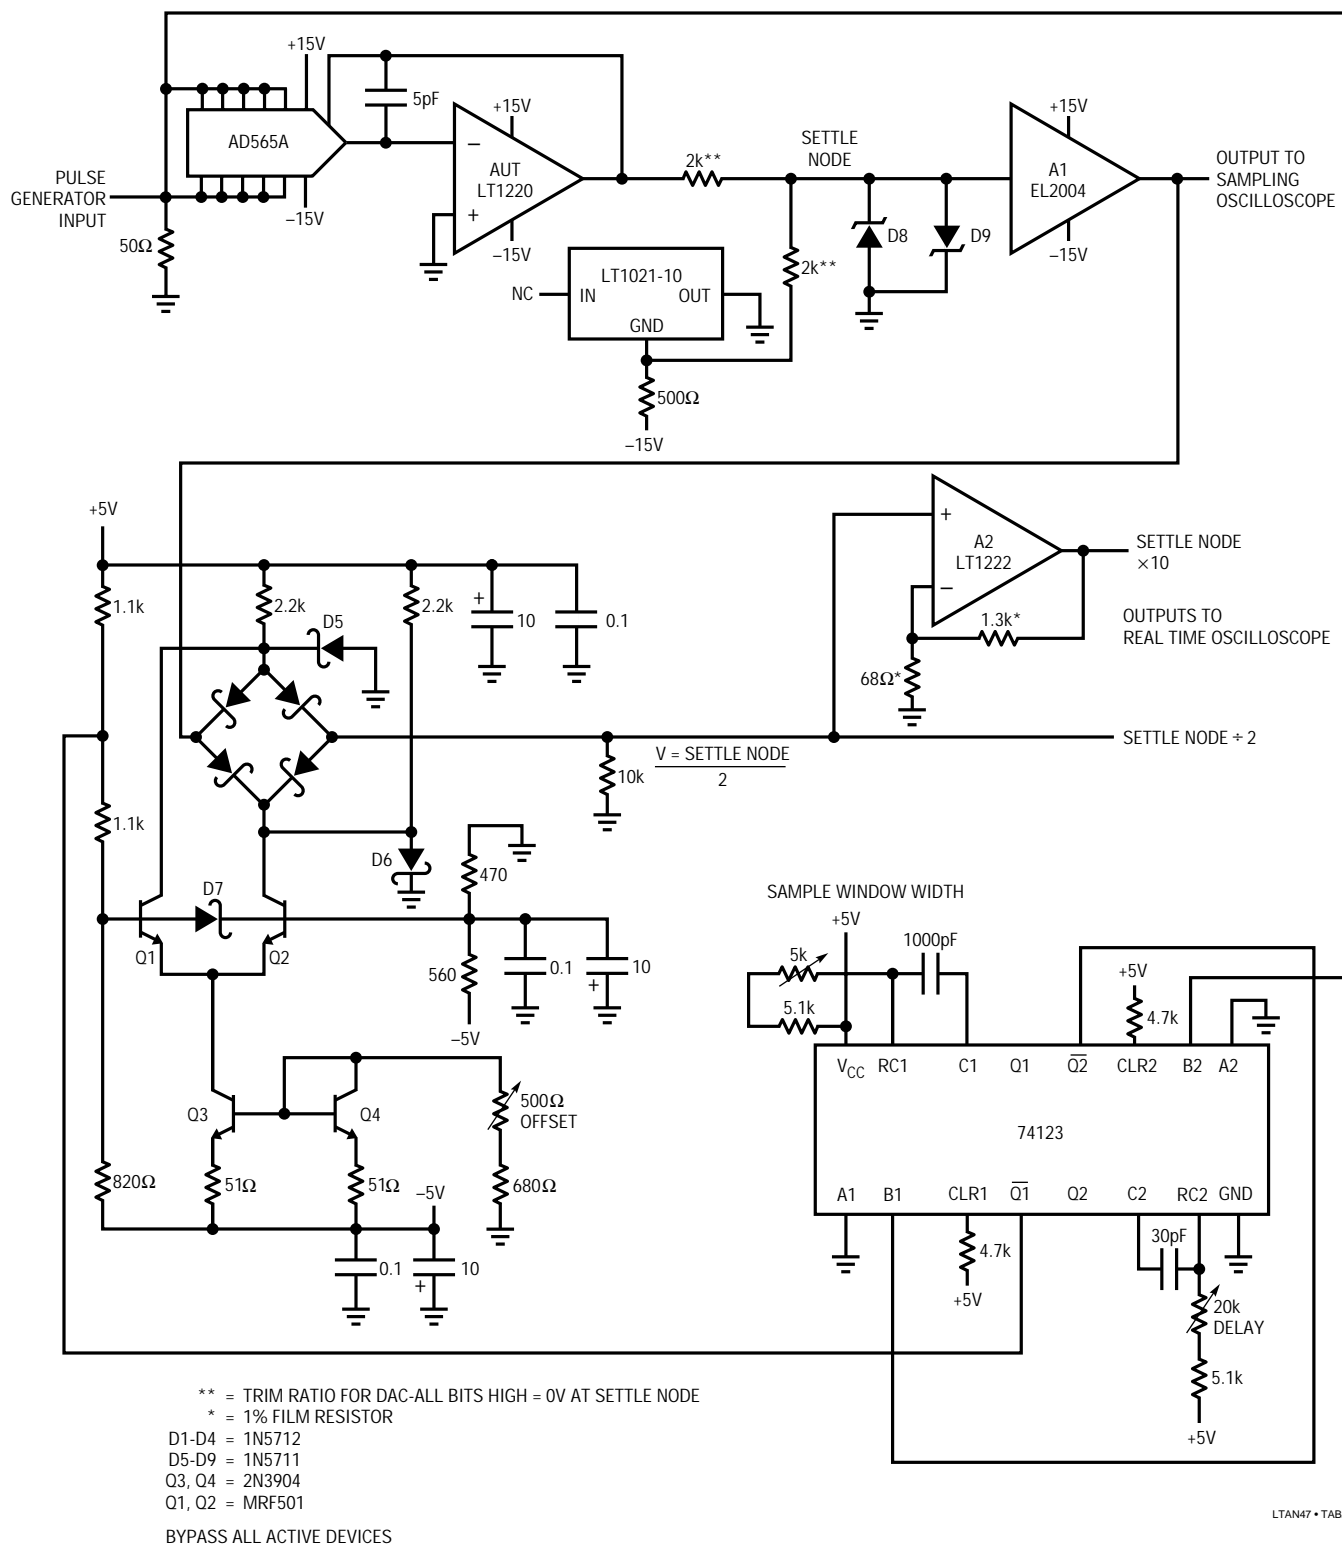 +15V
5pF
AD565A
–15V
PULSE
GENERATOR
INPUT
50Ω
+15V
–
AUT
LT1220
+
–15V
2k**
SETTLE
NODE
2k**
D8
D9
+15V
A1
EL2004
–15V
OUTPUT TO
SAMPLING
OSCILLOSCOPE
NC
LT1021-10
IN
OUT
GND
500Ω
–15V
+5V
1.1k
2.2k
D5
2.2k
+
10
0.1
+
A2
LT1222
–
SETTLE NODE
×10
1.3k*
OUTPUTS TO
REAL TIME OSCILLOSCOPE
68Ω*
SETTLE NODE ÷ 2
V = SETTLE NODE
2
10k
1.1k
D6
470
D7
Q1
Q2
560
0.1
+
10
–5V
Q3
Q4
500Ω
OFFSET
820Ω
51Ω
51Ω
680Ω
–5V
0.1
+
10
SAMPLE WINDOW WIDTH
+5V
5k
1000pF
5.1k
+5V
4.7k
VCC
RC1
C1
Q1
Q2
CLR2
B2
A2
74123
A1
B1
CLR1
Q1
Q2
C2
RC2
GND
4.7k
+5V
30pF
20k
DELAY
5.1k
+5V
** = TRIM RATIO FOR DAC-ALL BITS HIGH = 0V AT SETTLE NODE
* = 1% FILM RESISTOR
D1-D4 = 1N5712
D5-D9 = 1N5711
Q3, Q4 = 2N3904
Q1, Q2 = MRF501
BYPASS ALL ACTIVE DEVICES
LTAN47 • TAB